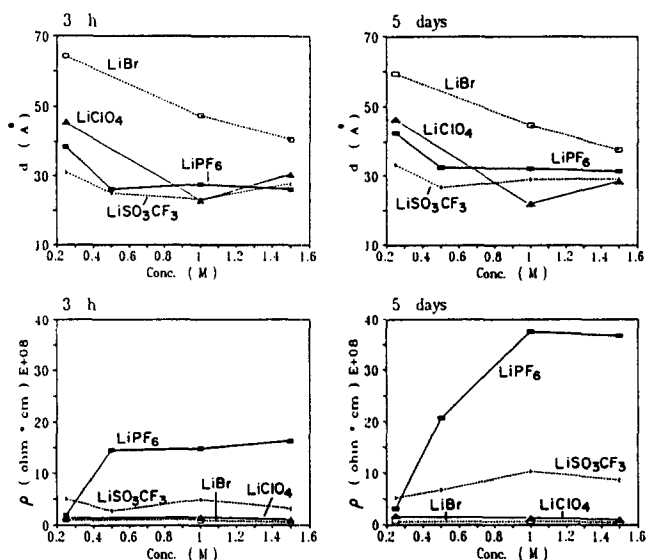 3 h
5 days
70
50
30
10
d ( Å )
LiBr
LiClO4
LiPF6
LiSO3CF3
0.2 0.4 0.6 0.8 1 1.2 1.4 1.6
Conc. ( M )
70
50
30
10
d ( Å )
LiBr
LiClO4
LiPF6
LiSO3CF3
0.2 0.4 0.6 0.8 1 1.2 1.4 1.6
Conc. ( M )
3 h
5 days
40
30
20
10
0
ρ ( ohm * cm ) E+08
LiPF6
LiSO3CF3
LiBr
LiClO4
0.2 0.4 0.6 0.8 1 1.2 1.4 1.6
Conc. ( M )
40
30
20
10
0
ρ ( ohm * cm ) E+08
LiPF6
LiSO3CF3
LiBr
LiClO4
0.2 0.4 0.6 0.8 1 1.2 1.4 1.6
Conc. ( M )